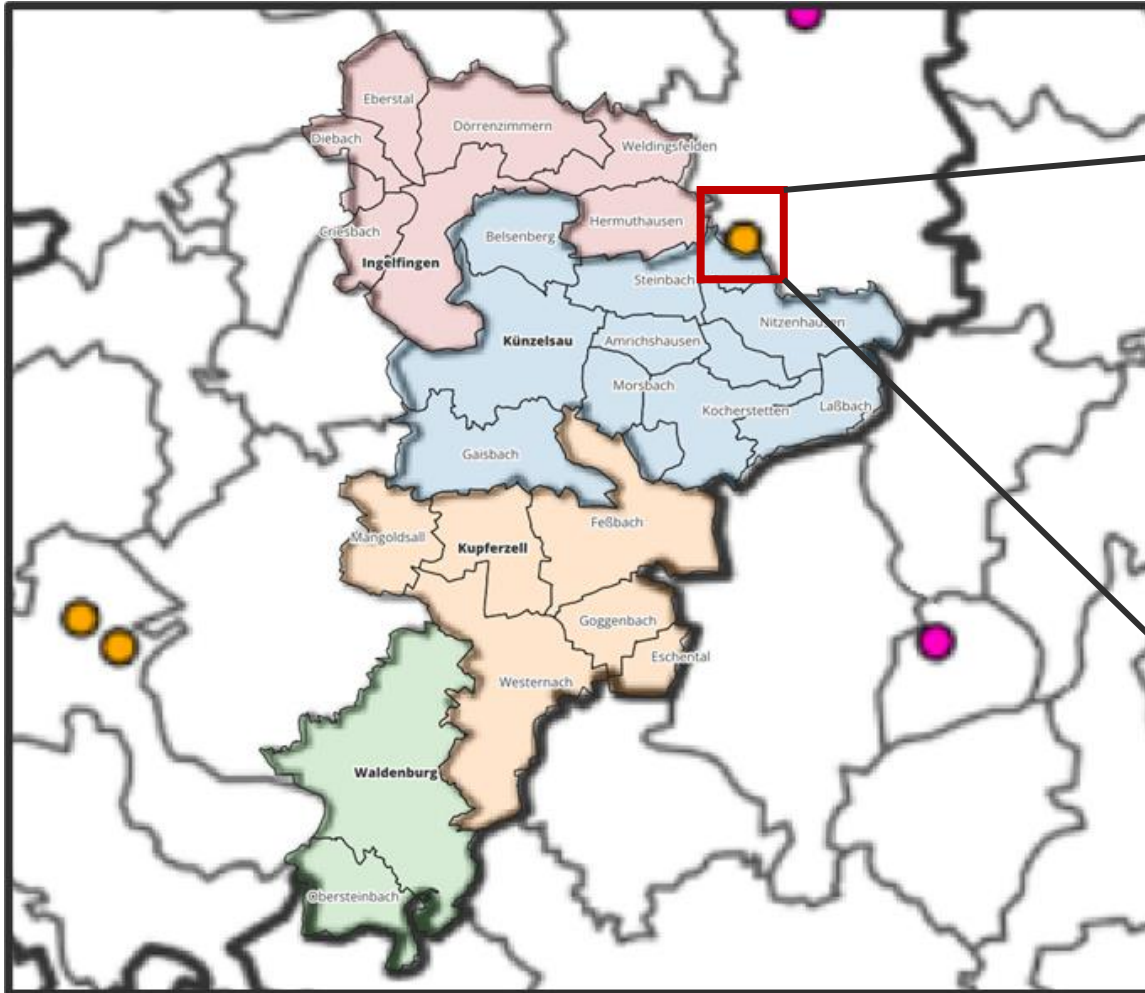 Eberstal
Dörrenzimmern
Diebach
Weldingsfelden
Hermuthausen
Criesbach
Belsenberg
Ingelfingen
Steinbach
Nitzenhausen
Künzelsau
Amrichshausen
Morsbach
Kocherstetten
Laßbach
Gaisbach
Feßbach
Mangoldsall
Kupferzell
Goggenbach
Eschental
Westernach
Waldenburg
Obersteinbach